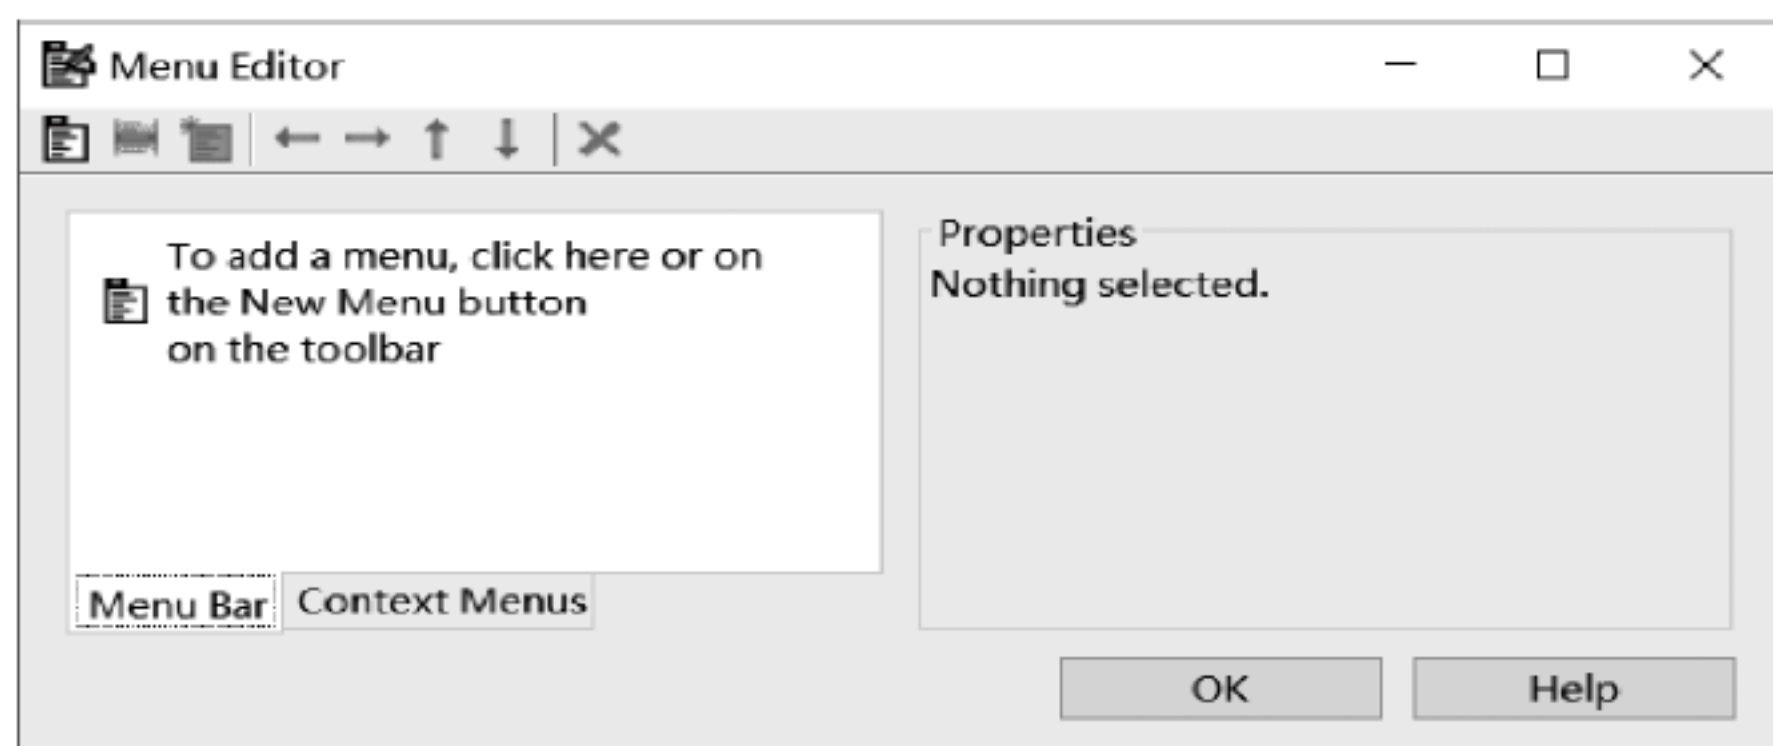 Menu Editor
To add a menu, click here or on
the New Menu button
on the toolbar
Properties
Nothing selected.
Menu Bar
Context Menus
OK
Help